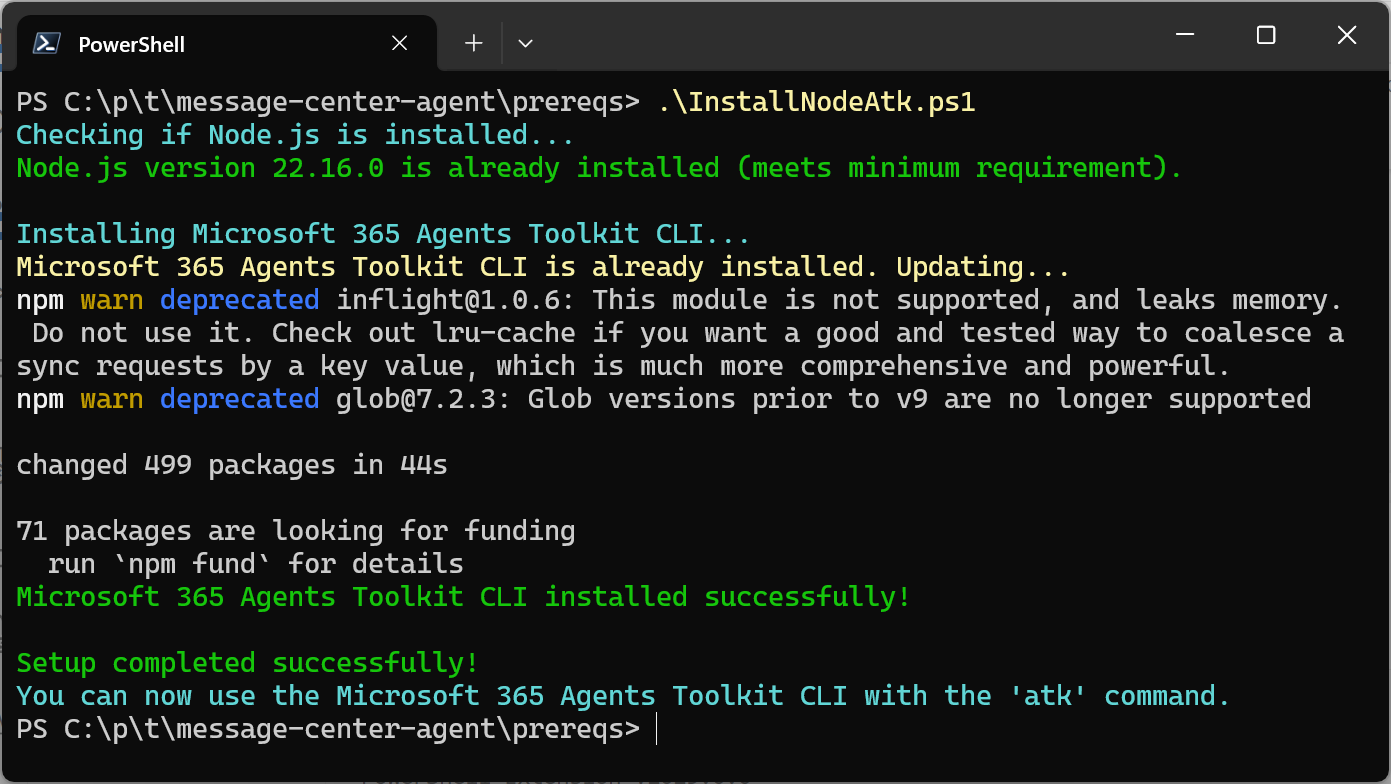 PowerShell
PS C:\p\t\message-center-agent\prereqs> .\InstallNodeAtk.ps1
Checking if Node.js is installed...
Node.js version 22.16.0 is already installed (meets minimum requirement).
Installing Microsoft 365 Agents Toolkit CLI...
Microsoft 365 Agents Toolkit CLI is already installed. Updating...
npm warn deprecated inflight@1.0.6: This module is not supported, and leaks memory.
 Do not use it. Check out lru-cache if you want a good and tested way to coalesce a
sync requests by a key value, which is much more comprehensive and powerful.
npm warn deprecated glob@7.2.3: Glob versions prior to v9 are no longer supported
changed 499 packages in 44s
71 packages are looking for funding
  run `npm fund` for details
Microsoft 365 Agents Toolkit CLI installed successfully!
Setup completed successfully!
You can now use the Microsoft 365 Agents Toolkit CLI with the 'atk' command.
PS C:\p\t\message-center-agent\prereqs>